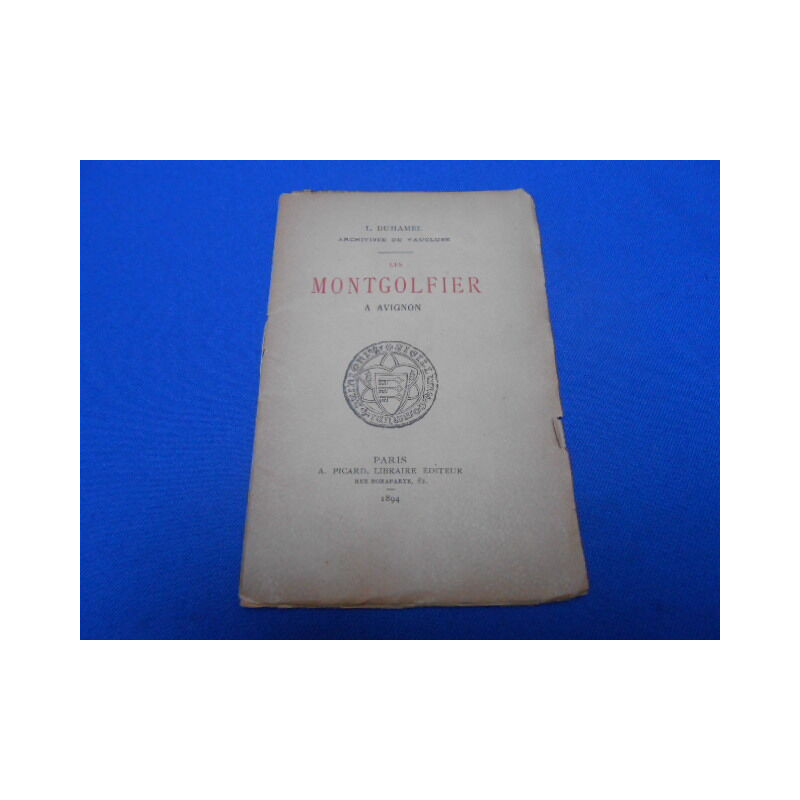 L. DUHAMEL
ARCHIVISTE DE VAUCLUSE
LES
MONTGOLFIER
A AVIGNON
PARIS
A. PICARD, LIBRAIRE ÉDITEUR
RUE BONAPARTE, 82.
1894